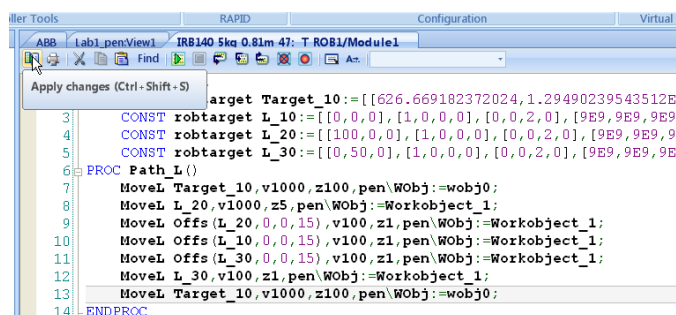 ller Tools RAPID Configuration Virtual
ABB Lab1_pen:View1 IRB140 5kg 0.81m 47: T ROB1/Module1
Find A...
Apply changes (Ctrl+Shift+S)
arget Target_10:=[[626.669182372024,1.29490239543512E
3 CONST robtarget L_10:=[[0,0,0],[1,0,0,0],[0,0,2,0],[9E9,9E9,9E
4 CONST robtarget L_20:=[[100,0,0],[1,0,0,0],[0,0,2,0],[9E9,9E9,9
5 CONST robtarget L_30:=[[0,50,0],[1,0,0,0],[0,0,2,0],[9E9,9E9,9E
6 PROC Path_L()
7 MoveL Target_10,v1000,z100,pen\WObj:=wobj0;
8 MoveL L_20,v1000,z5,pen\WObj:=Workobject_1;
9 MoveL Offs(L_20,0,0,15),v100,z1,pen\WObj:=Workobject_1;
10 MoveL Offs(L_10,0,0,15),v100,z1,pen\WObj:=Workobject_1;
11 MoveL Offs(L_30,0,0,15),v100,z1,pen\WObj:=Workobject_1;
12 MoveL L_30,v100,z1,pen\WObj:=Workobject_1;
13 MoveL Target_10,v1000,z100,pen\WObj:=wobj0;
14 ENDPROC